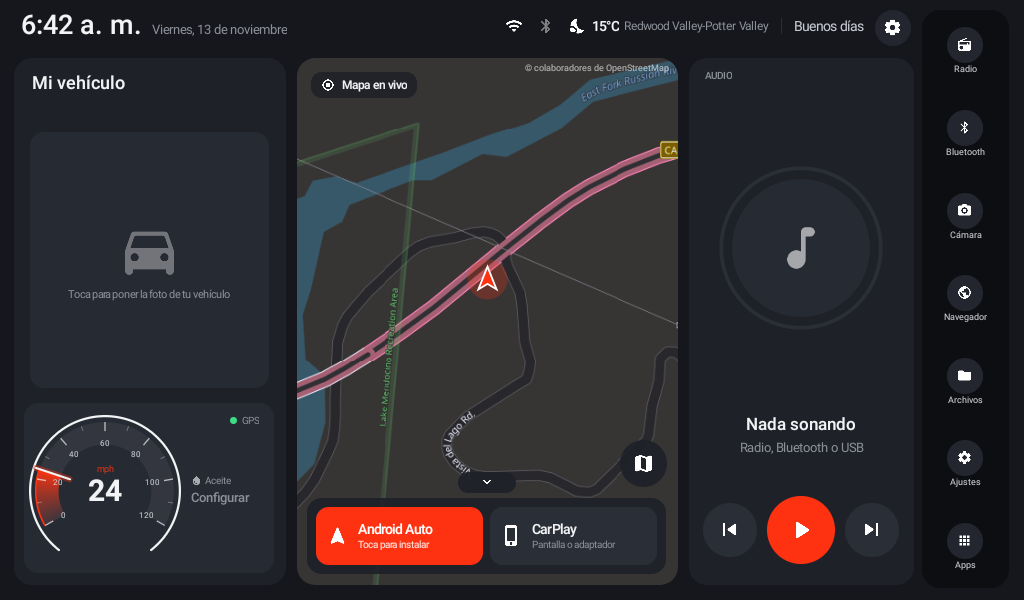 6:42 a. m.
Viernes, 13 de noviembre
15°C Redwood Valley-Potter Valley
Buenos días
Mi vehículo
Toca para poner la foto de tu vehículo
GPS
0
20
40
60
80
100
120
mph
24
Aceite
Configurar
Mapa en vivo
© colaboradores de OpenStreetMap
East Fork Russian Riv
CA
Lake Mendocino Recreation Area
Vista del Lago Rd.
Android Auto
Toca para instalar
CarPlay
Pantalla o adaptador
AUDIO
Nada sonando
Radio, Bluetooth o USB
Radio
Bluetooth
Cámara
Navegador
Archivos
Ajustes
Apps